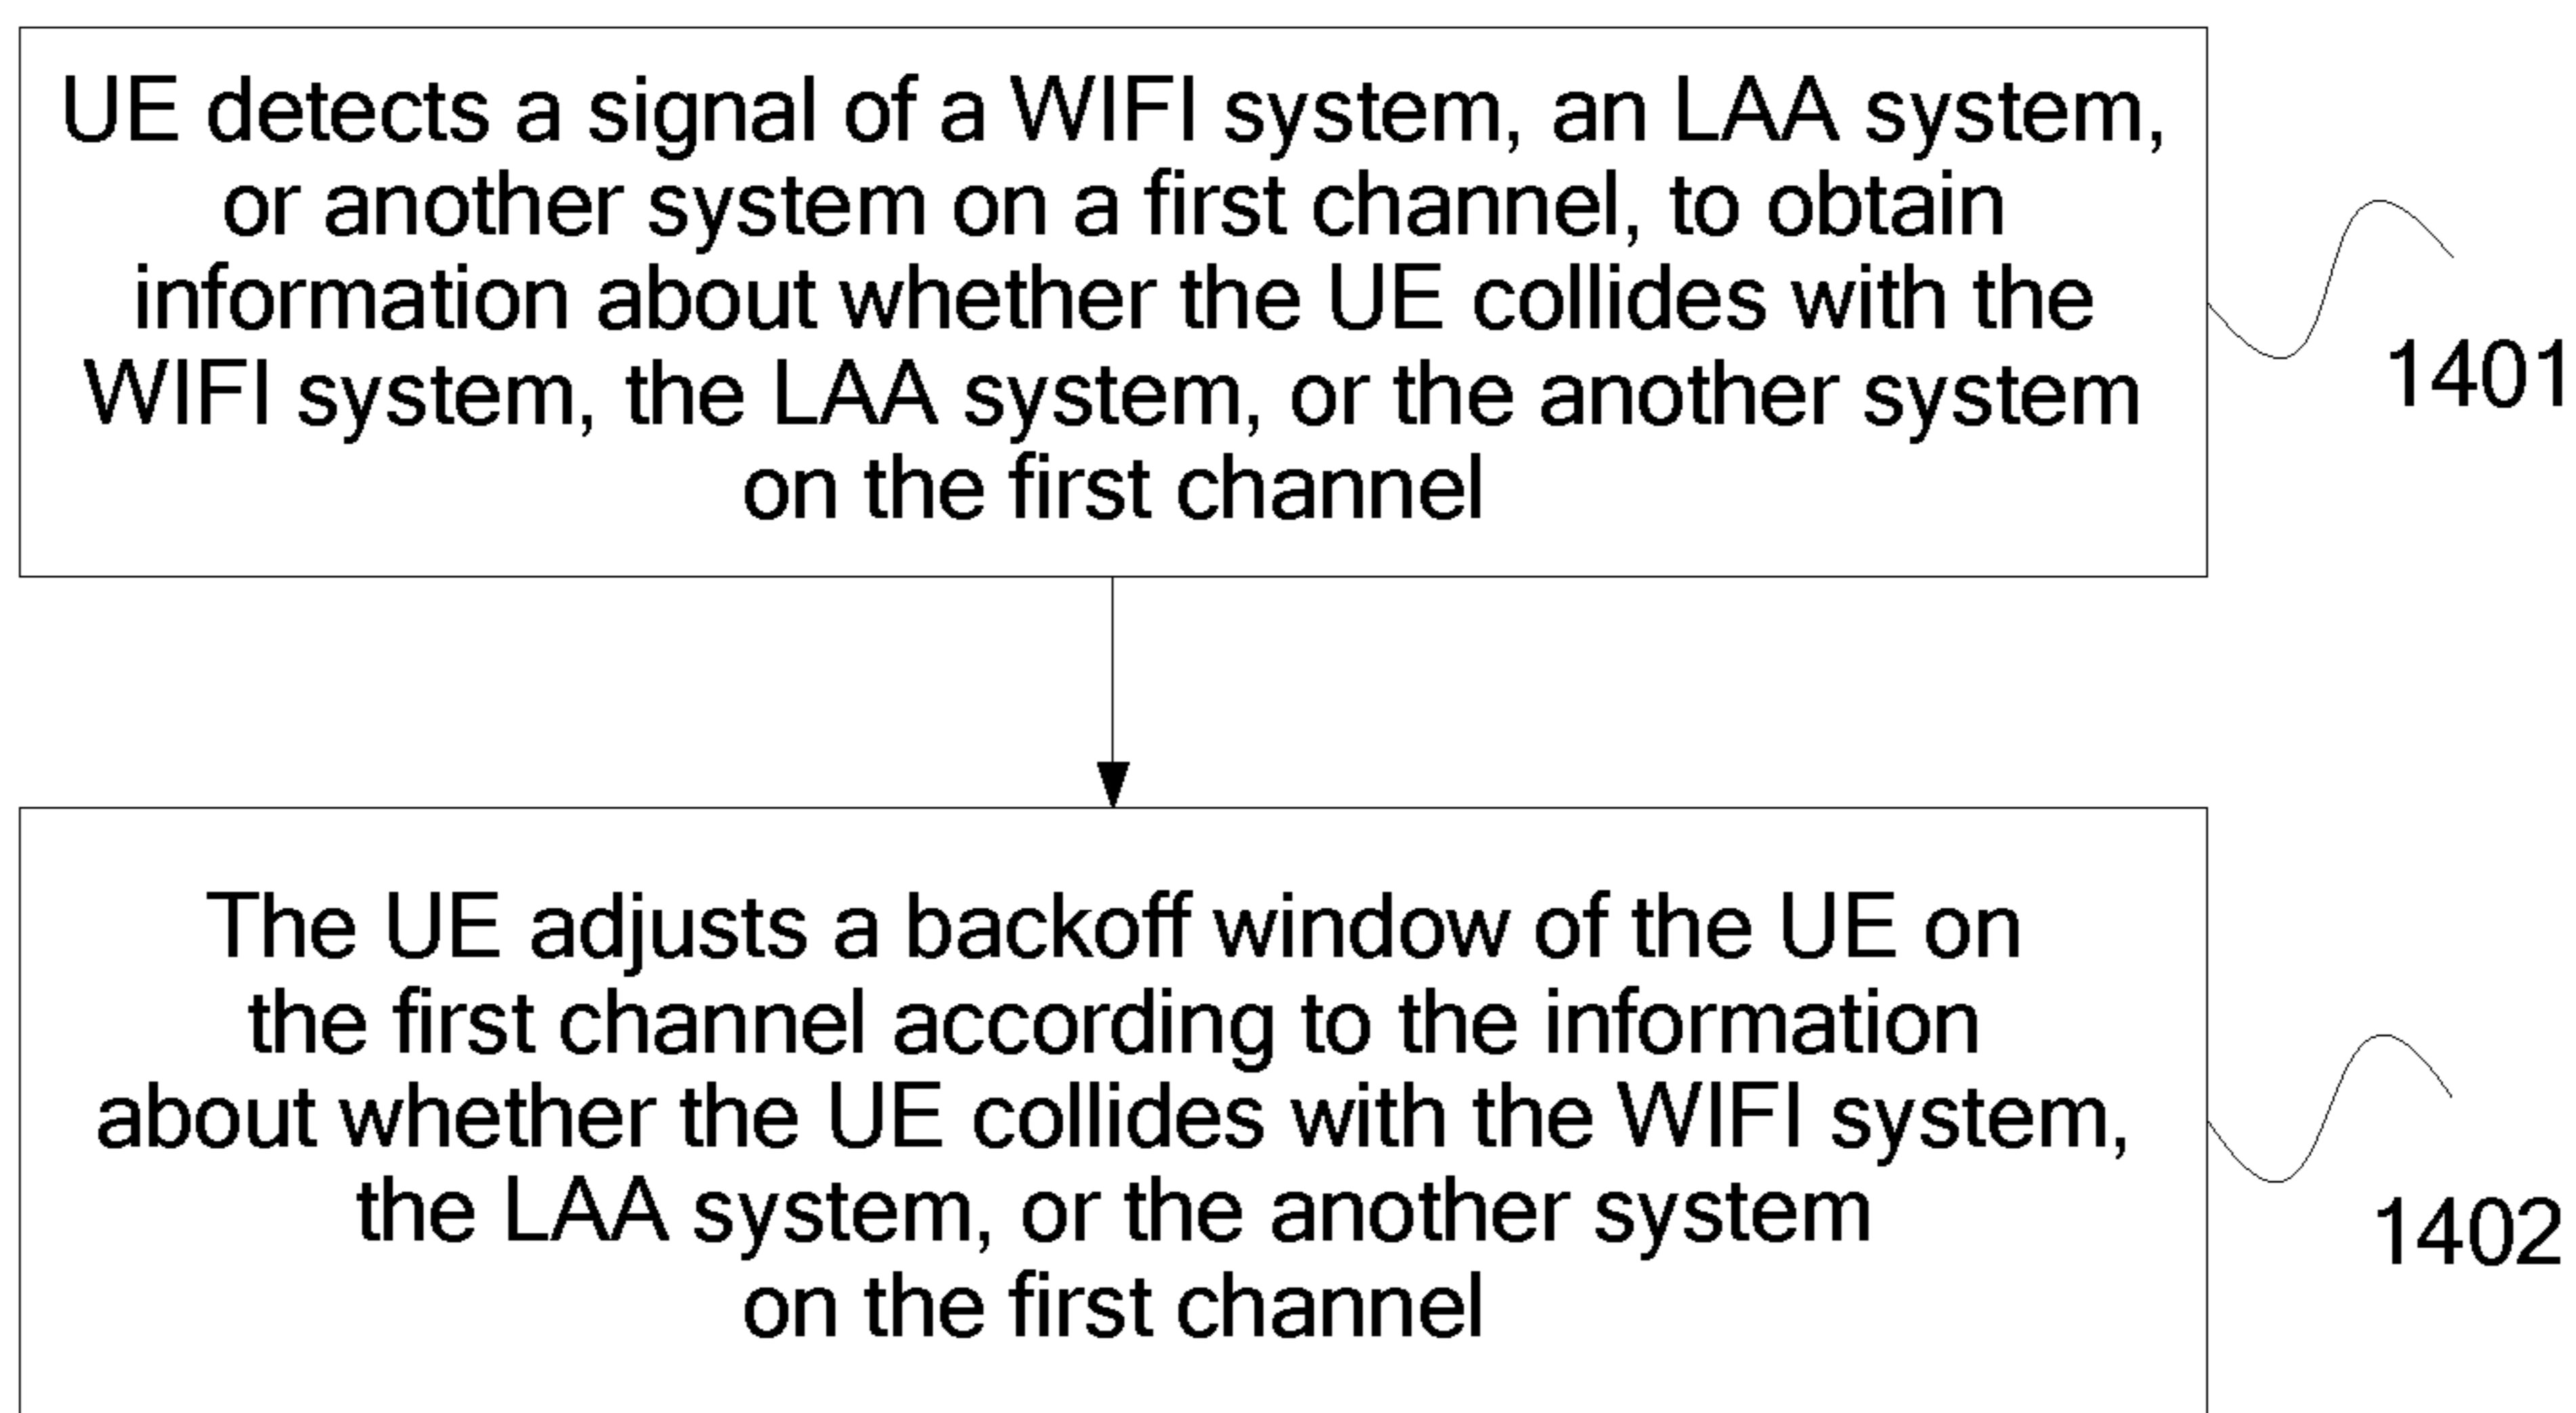 UE detects a signal of a WIFI system, an LAA system,
or another system on a first channel, to obtain
information about whether the UE collides with the
WIFI system, the LAA system, or the another system
on the first channel
1401
The UE adjusts a backoff window of the UE on
the first channel according to the information
about whether the UE collides with the WIFI system,
the LAA system, or the another system
on the first channel
1402